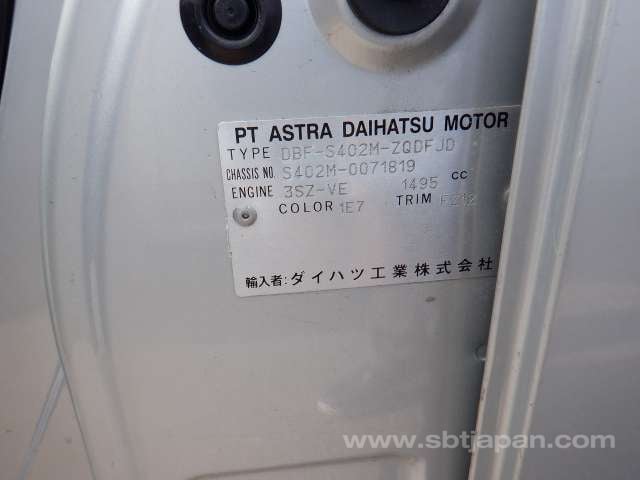 PT ASTRA DAIHATSU MOTOR
TYPE DBF-S402M-ZQDFJD
CHASSIS NO. S402M-0071819
ENGINE 3SZ-VE 1495 cc
COLOR 1E7 TRIM FZ12
輸入者: ダイハツ工業株式会社
www.sbtjapan.com